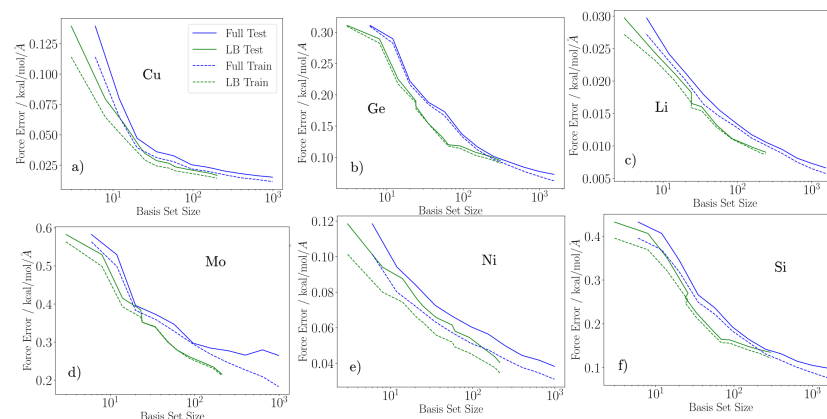 0.125
0.100
0.075
0.050
0.025
Force Error / kcal/mol/Å
Cu
a)
Full Test
LB Test
Full Train
LB Train
10¹
10²
10³
Basis Set Size
0.30
0.25
0.20
0.15
0.10
Force Error / kcal/mol/Å
Ge
b)
10¹
10²
10³
Basis Set Size
0.030
0.025
0.020
0.015
0.010
0.005
Force Error / kcal/mol/Å
Li
c)
10¹
10²
10³
Basis Set Size
0.6
0.5
0.4
0.3
0.2
Force Error / kcal/mol/Å
Mo
d)
10¹
10²
10³
Basis Set Size
0.12
0.10
0.08
0.06
0.04
Force Error / kcal/mol/Å
Ni
e)
10¹
10²
10³
Basis Set Size
0.4
0.3
0.2
0.1
Force Error / kcal/mol/Å
Si
f)
10¹
10²
10³
Basis Set Size